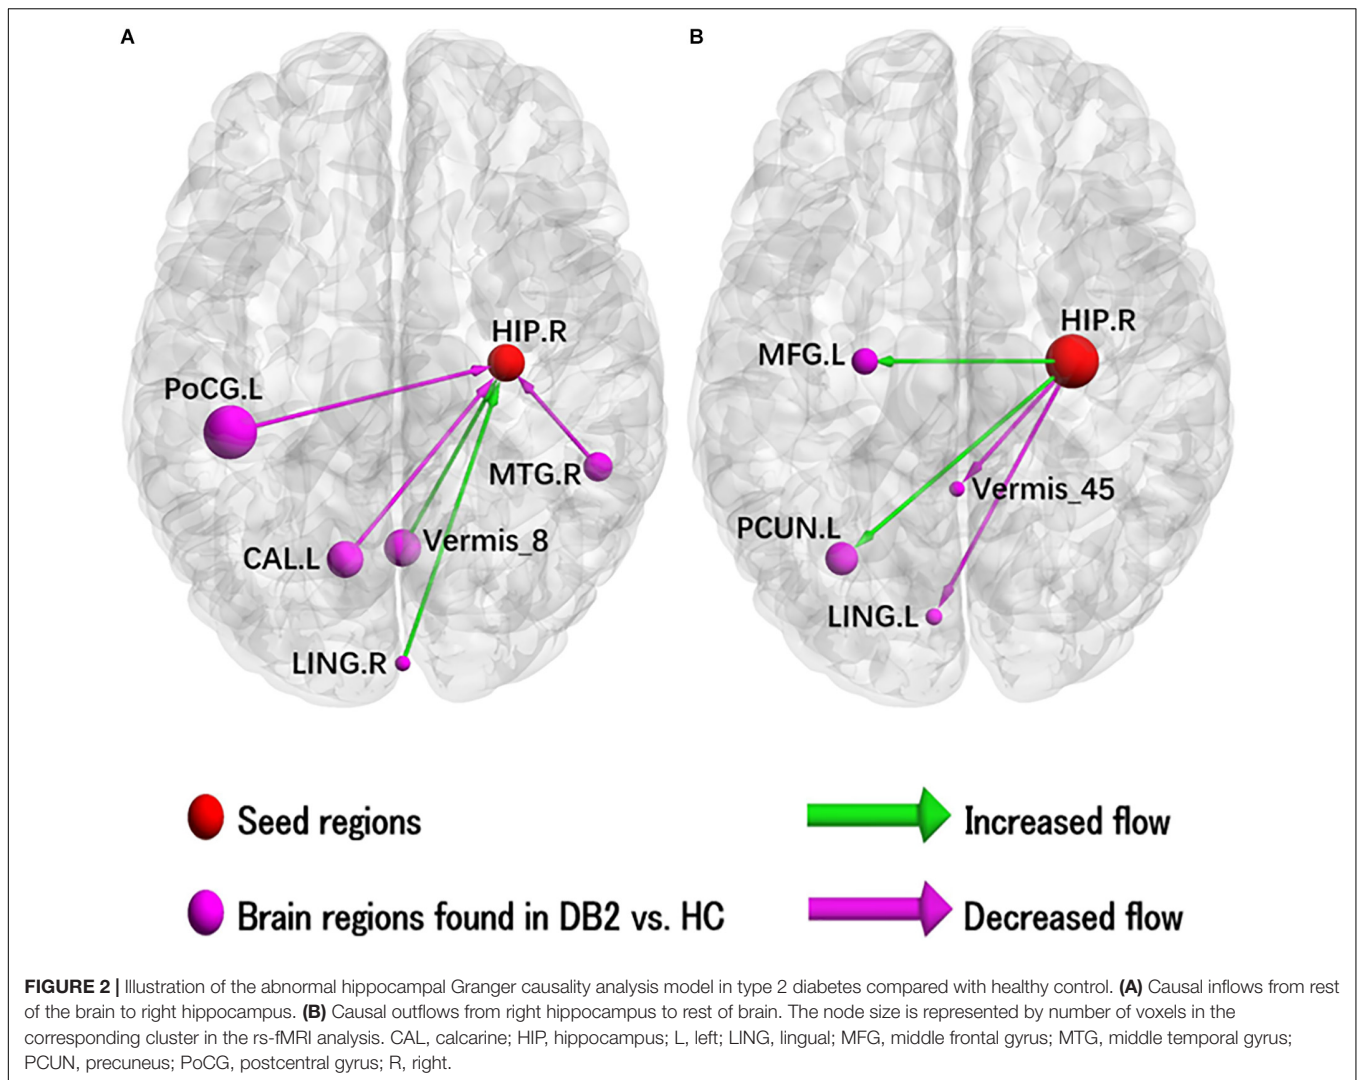 A
B
HIP.R
HIP.R
MFG.L
PoCG.L
MTG.R
Vermis_45
PCUN.L
CAL.L
Vermis_8
LING.L
LING.R
Seed regions
Increased flow
Brain regions found in DB2 vs. HC
Decreased flow
FIGURE 2 | Illustration of the abnormal hippocampal Granger causality analysis model in type 2 diabetes compared with healthy control. (A) Causal inflows from rest
of the brain to right hippocampus. (B) Causal outflows from right hippocampus to rest of brain. The node size is represented by number of voxels in the
corresponding cluster in the rs-fMRI analysis. CAL, calcarine; HIP, hippocampus; L, left; LING, lingual; MFG, middle frontal gyrus; MTG, middle temporal gyrus;
PCUN, precuneus; PoCG, postcentral gyrus; R, right.